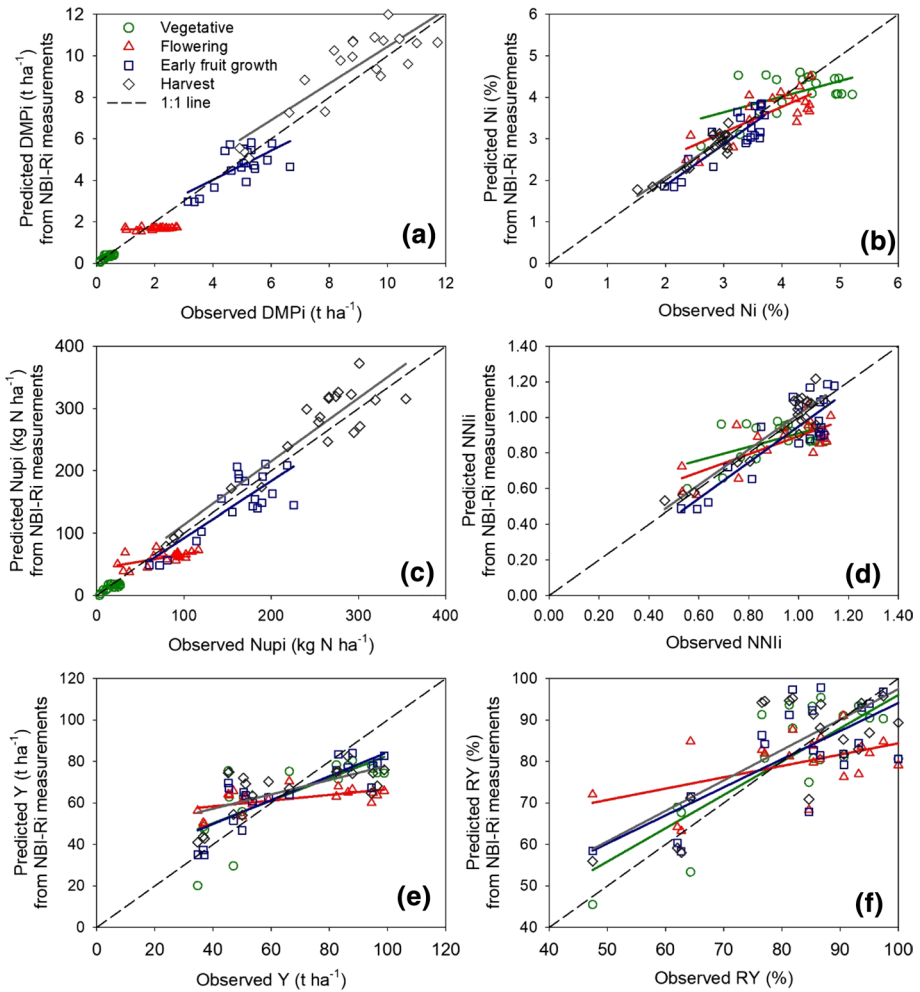 Vegetative
Flowering
Early fruit growth
Harvest
1:1 line
12
10
8
6
4
2
0
0 2 4 6 8 10 12
Predicted DMPi (t ha-1)
from NBI-Ri measurements
Observed DMPi (t ha-1)
(a)
6
5
4
3
2
1
0
0 1 2 3 4 5 6
Predicted Ni (%)
from NBI-Ri measurements
Observed Ni (%)
(b)
400
300
200
100
0
0 100 200 300 400
Predicted Nupi (kg N ha-1)
from NBI-Ri measurements
Observed Nupi (kg N ha-1)
(c)
1.40
1.20
1.00
0.80
0.60
0.40
0.20
0.00
0.00 0.20 0.40 0.60 0.80 1.00 1.20 1.40
Predicted NNIi
from NBI-Ri measurements
Observed NNIi
(d)
120
100
80
60
40
20
0
0 20 40 60 80 100 120
Predicted Y (t ha-1)
from NBI-Ri measurements
Observed Y (t ha-1)
(e)
100
90
80
70
60
50
40
40 50 60 70 80 90 100
Predicted RY (%)
from NBI-Ri measurements
Observed RY (%)
(f)